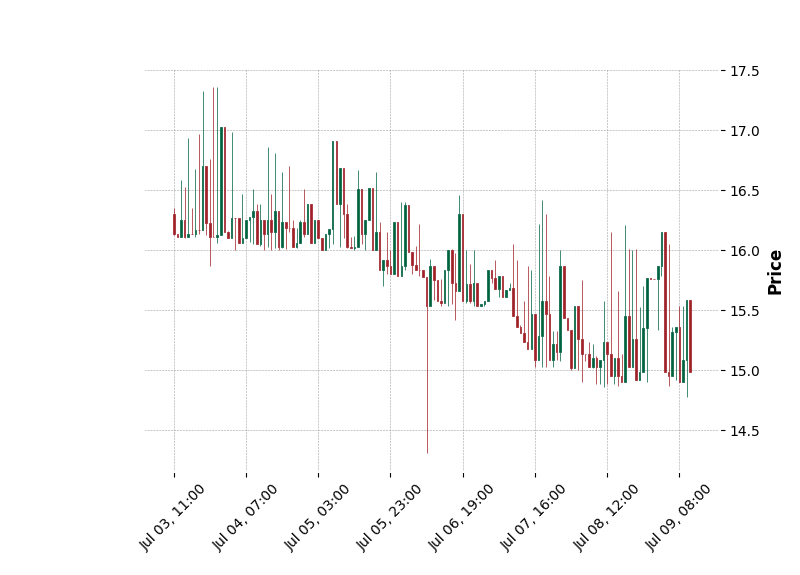 17.5
17.0
16.5
16.0
15.5
15.0
14.5
Price
Jul 03, 11:00
Jul 04, 07:00
Jul 05, 03:00
Jul 05, 23:00
Jul 06, 19:00
Jul 07, 16:00
Jul 08, 12:00
Jul 09, 08:00